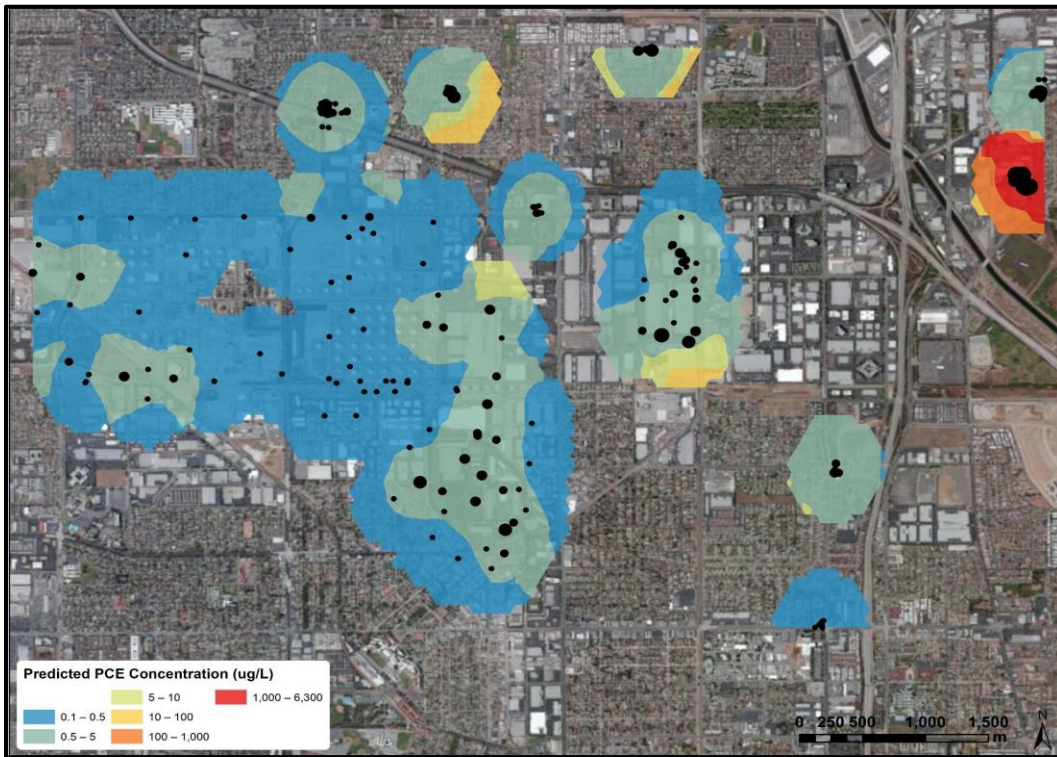 Predicted PCE Concentration (ug/L)
5 – 10
1,000 – 6,300
0.1 – 0.5
10 – 100
0.5 – 5
100 – 1,000
N
0 250 500 1,000 1,500
m